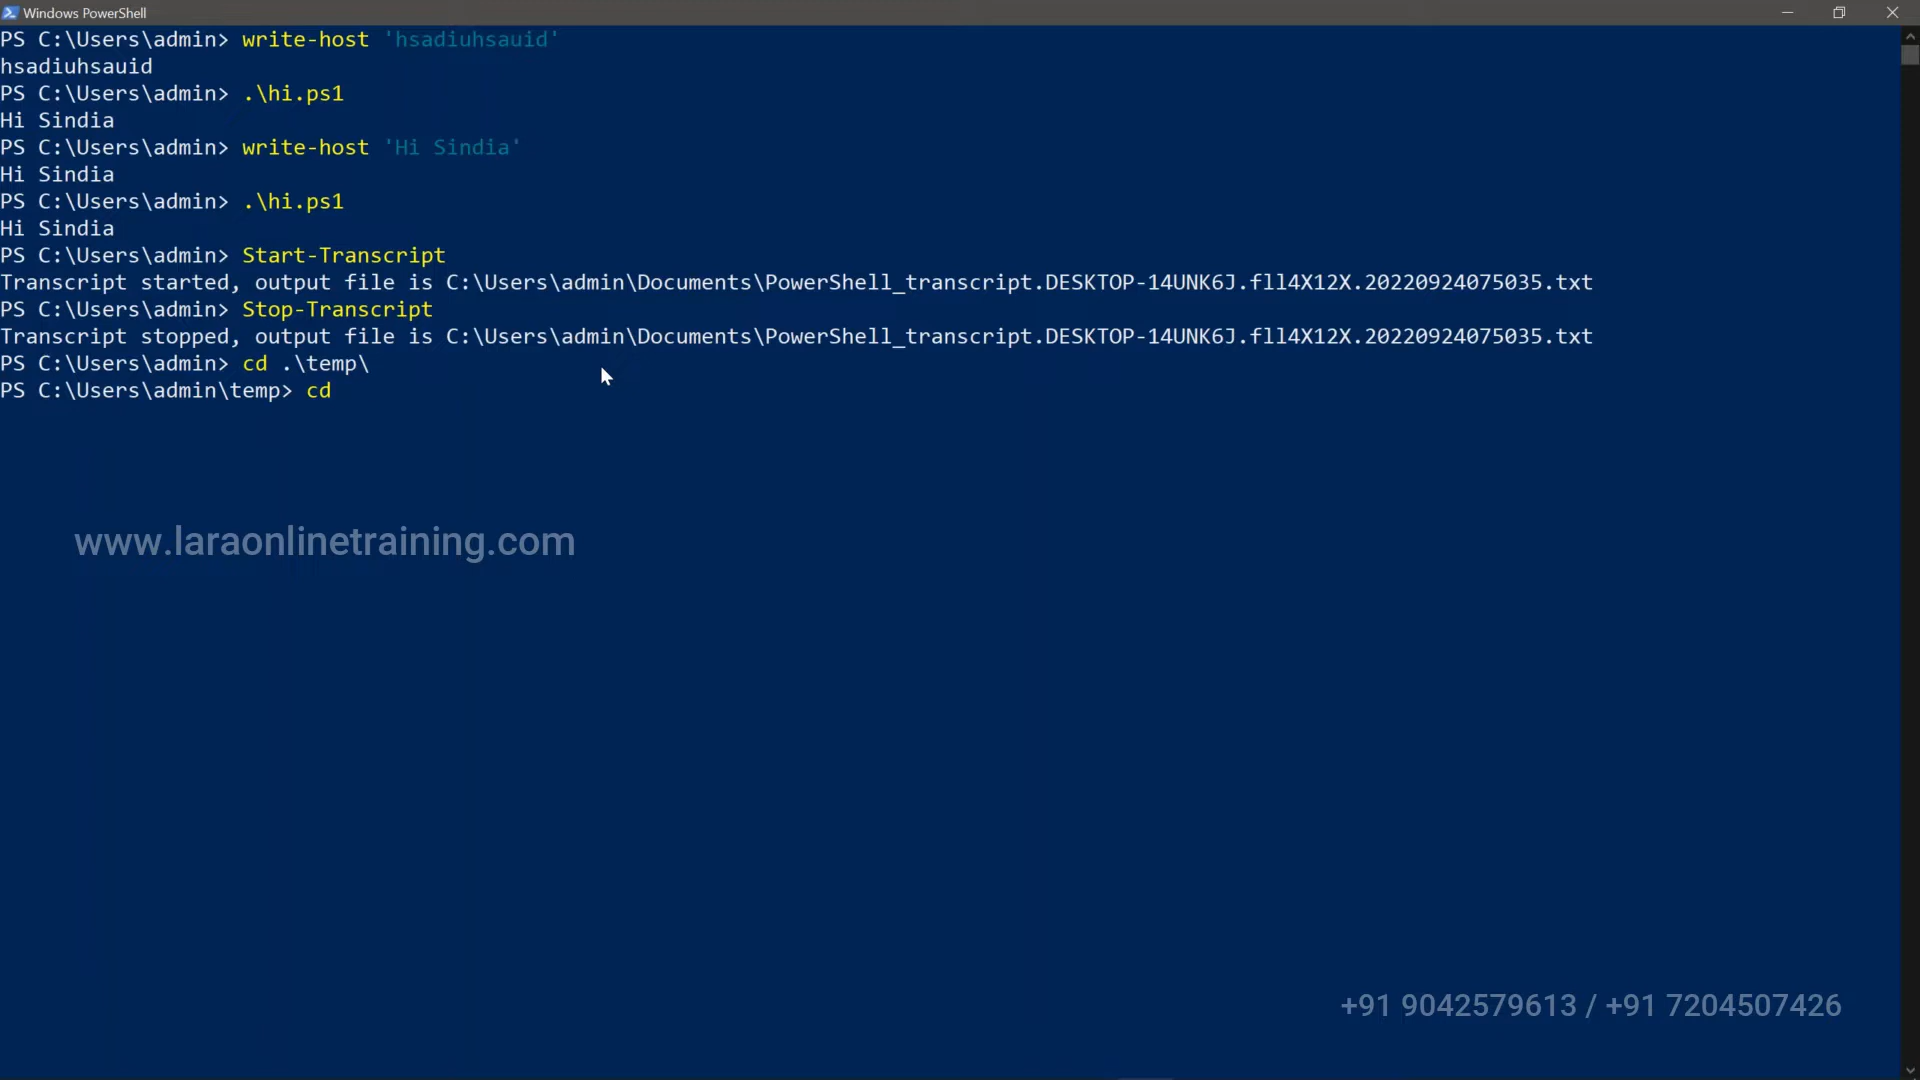 Windows PowerShell
PS C:\Users\admin> write-host 'hsadiuhsauid'
hsadiuhsauid
PS C:\Users\admin> .\hi.ps1
Hi Sindia
PS C:\Users\admin> write-host 'Hi Sindia'
Hi Sindia
PS C:\Users\admin> .\hi.ps1
Hi Sindia
PS C:\Users\admin> Start-Transcript
Transcript started, output file is C:\Users\admin\Documents\PowerShell_transcript.DESKTOP-14UNK6J.fll4X12X.20220924075035.txt
PS C:\Users\admin> Stop-Transcript
Transcript stopped, output file is C:\Users\admin\Documents\PowerShell_transcript.DESKTOP-14UNK6J.fll4X12X.20220924075035.txt
PS C:\Users\admin> cd .\temp\
PS C:\Users\admin\temp> cd
www.laraonlinetraining.com
+91 9042579613 / +91 7204507426